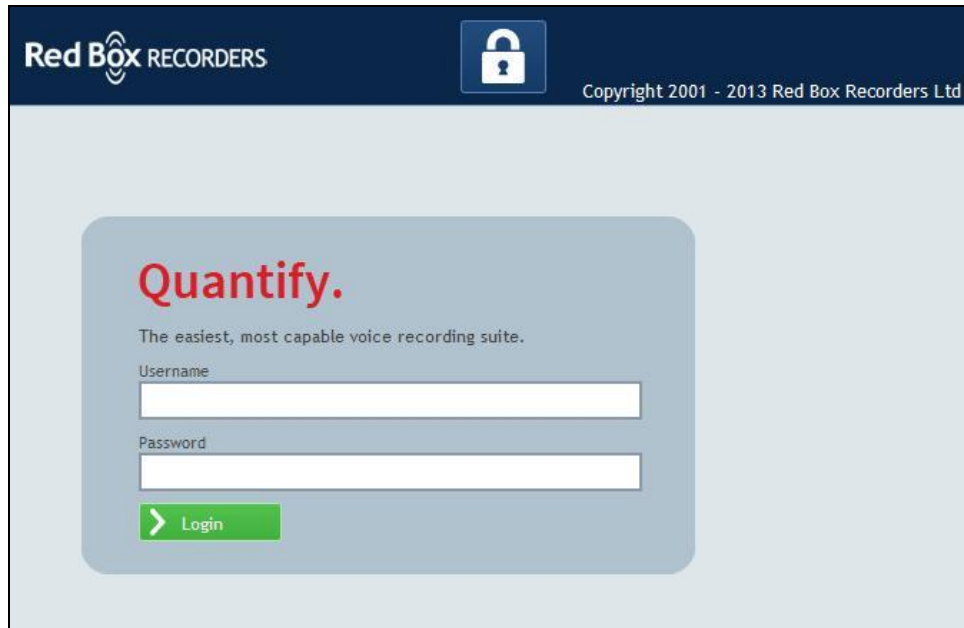 Red Box RECORDERS
Copyright 2001 - 2013 Red Box Recorders Ltd
Quantify.
The easiest, most capable voice recording suite.
Username
Password
Login